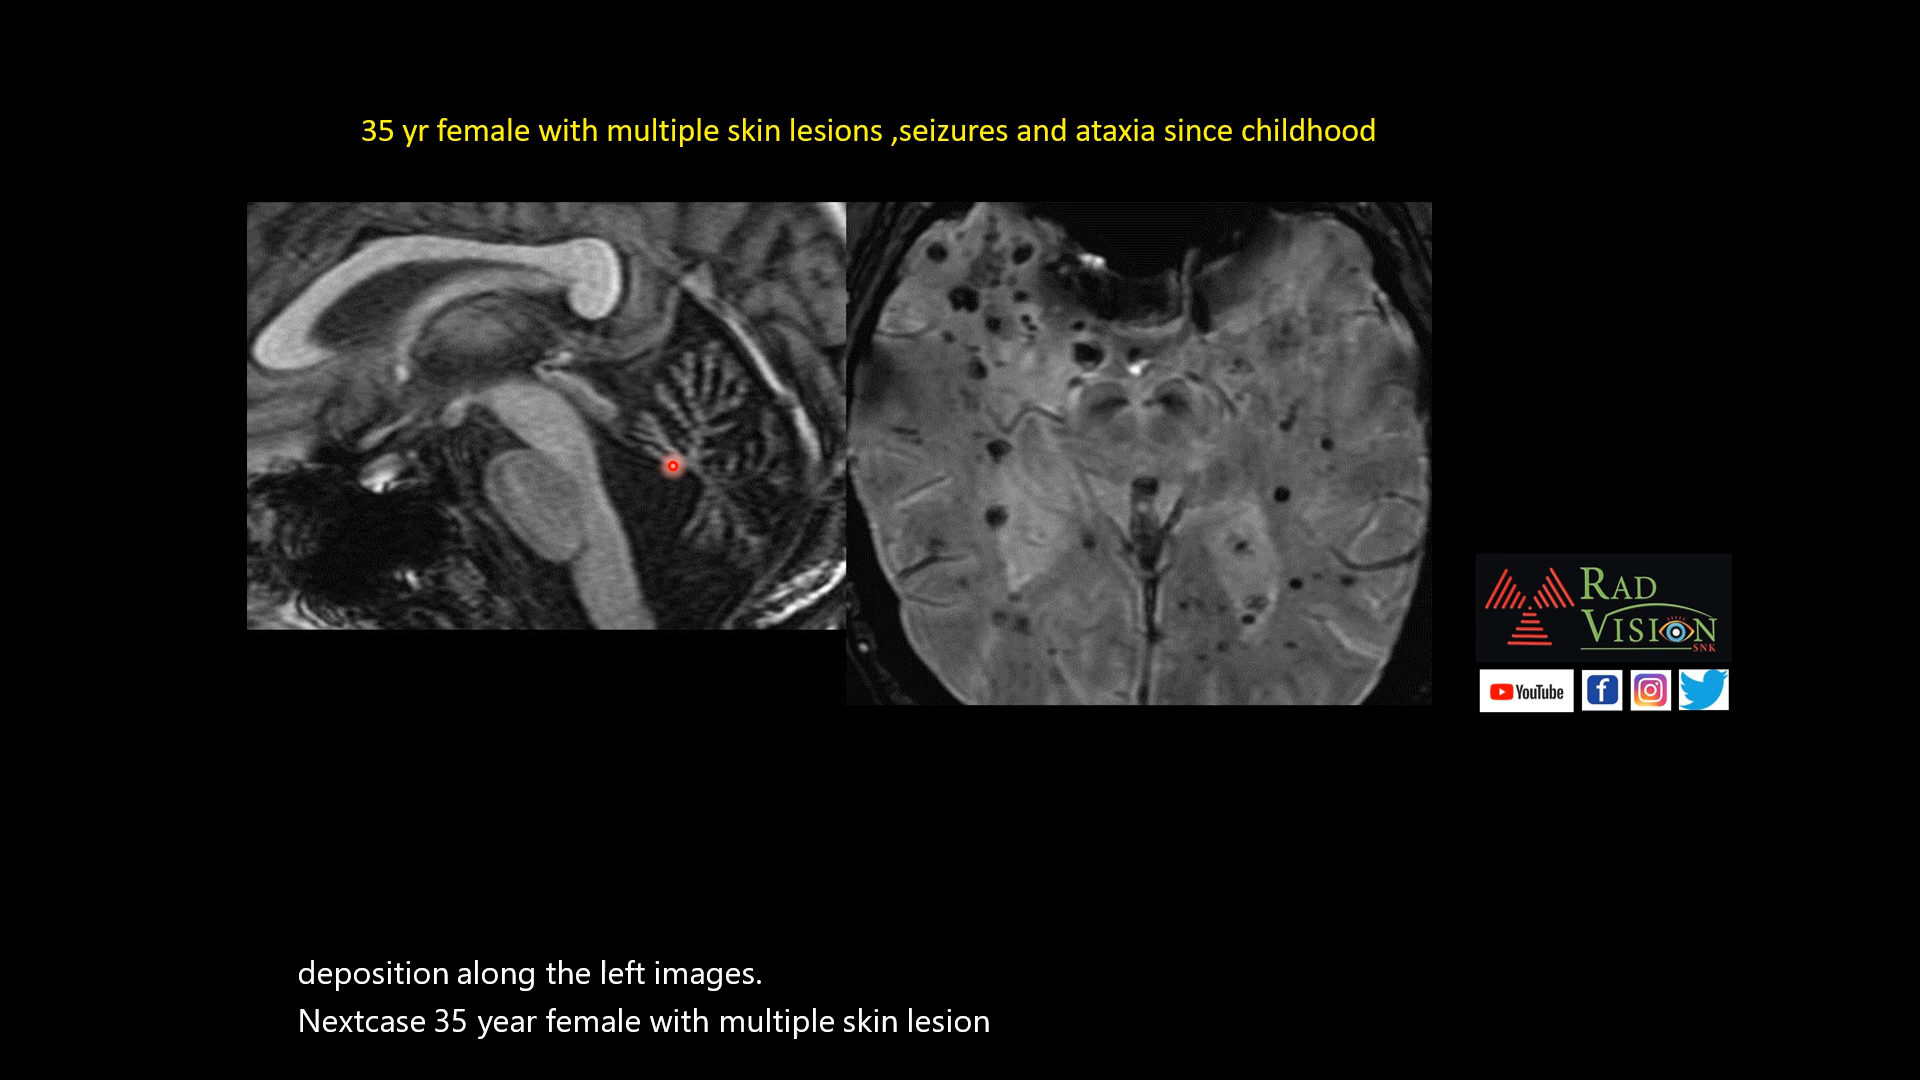 35 yr female with multiple skin lesions ,seizures and ataxia since childhood
RAD
VISION
SNK
YouTube
deposition along the left images.
Nextcase 35 year female with multiple skin lesion